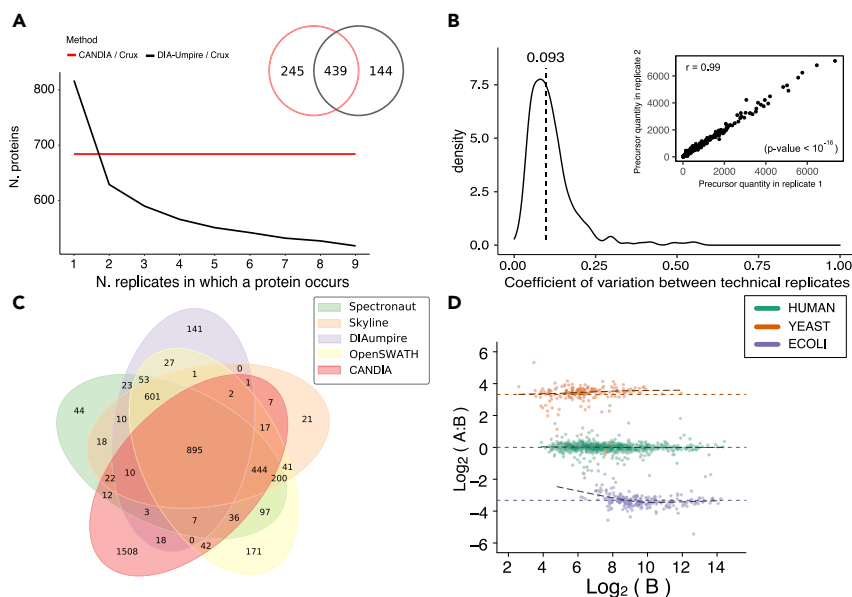 A
Method
CANDIA / Crux DIA-Umpire / Crux
245 439 144
800
700
600
N. proteins
1 2 3 4 5 6 7 8 9
N. replicates in which a protein occurs
B
0.093
7.5
5.0
2.5
0.0
density
0.00 0.25 0.50 0.75 1.00
Coefficient of variation between technical replicates
r = 0.99
(p-value < 10-16)
6000
4000
2000
0
Precursor quantity in replicate 2
0 2000 4000 6000
Precursor quantity in replicate 1
C
Spectronaut
Skyline
DIAumpire
OpenSWATH
CANDIA
141
27 0
23 53 1 1
601 2 7
44 10 17 21
18 895
10 444 41
22 200
12
3 7 36 97
18 0 42
1508 171
D
HUMAN
YEAST
ECOLI
6
4
2
0
−2
−4
−6
Log2 ( A:B )
2 4 6 8 10 12 14
Log2 ( B )